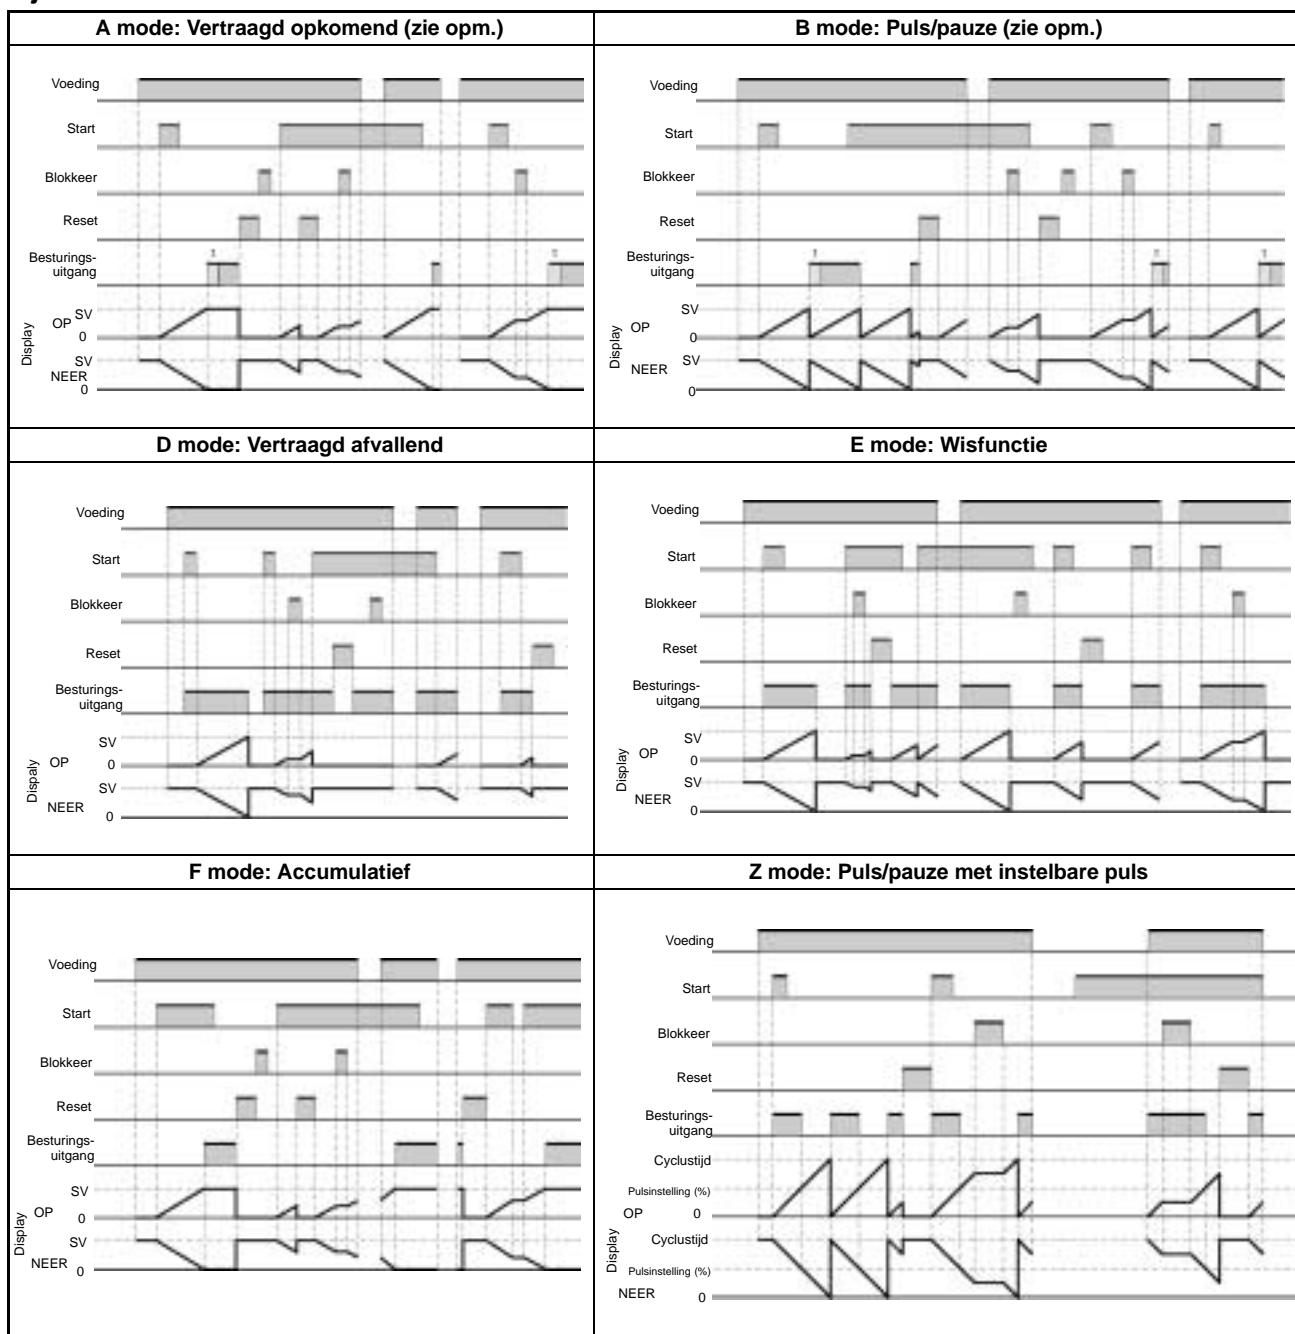 A mode: Vertraagd opkomend (zie opm.)
B mode: Puls/pauze (zie opm.)
Voeding
Start
Blokkeer
Reset
Besturings-
uitgang
SV
OP
0
SV
NEER
0
Display
Voeding
Start
Blokkeer
Reset
Besturings-
uitgang
SV
OP
0
SV
NEER
0
Display
D mode: Vertraagd afvallend
E mode: Wisfunctie
Voeding
Start
Blokkeer
Reset
Besturings-
uitgang
SV
OP
0
SV
NEER
0
Dispaly
Voeding
Start
Blokkeer
Reset
Besturings-
uitgang
SV
OP
0
SV
NEER
0
Display
F mode: Accumulatief
Z mode: Puls/pauze met instelbare puls
Voeding
Start
Blokkeer
Reset
Besturings-
uitgang
SV
OP
0
SV
NEER
0
Display
Voeding
Start
Blokkeer
Reset
Besturings-
uitgang
Cyclustijd
Pulsinstelling (%)
OP
0
Cyclustijd
Pulsinstelling (%)
NEER
0
Display